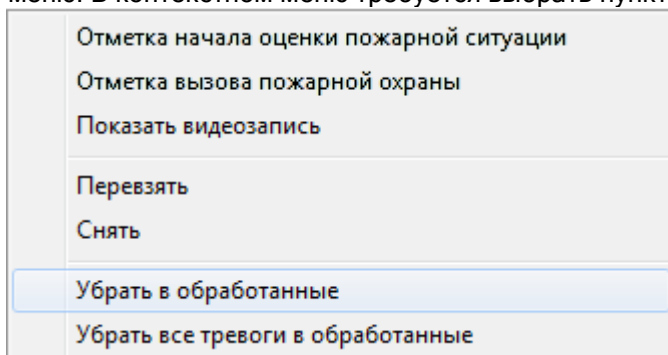 меню. В контекстном меню требуется выбрать пункт
Отметка начала оценки пожарной ситуации
Отметка вызова пожарной охраны
Показать видеозапись
Перевзять
Снять
Убрать в обработанные
Убрать все тревоги в обработанные